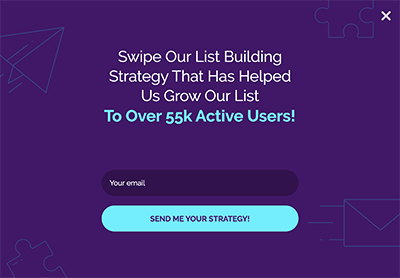 Swipe Our List Building
Strategy That Has Helped
Us Grow Our List
To Over 55k Active Users!
Your email
SEND ME YOUR STRATEGY!